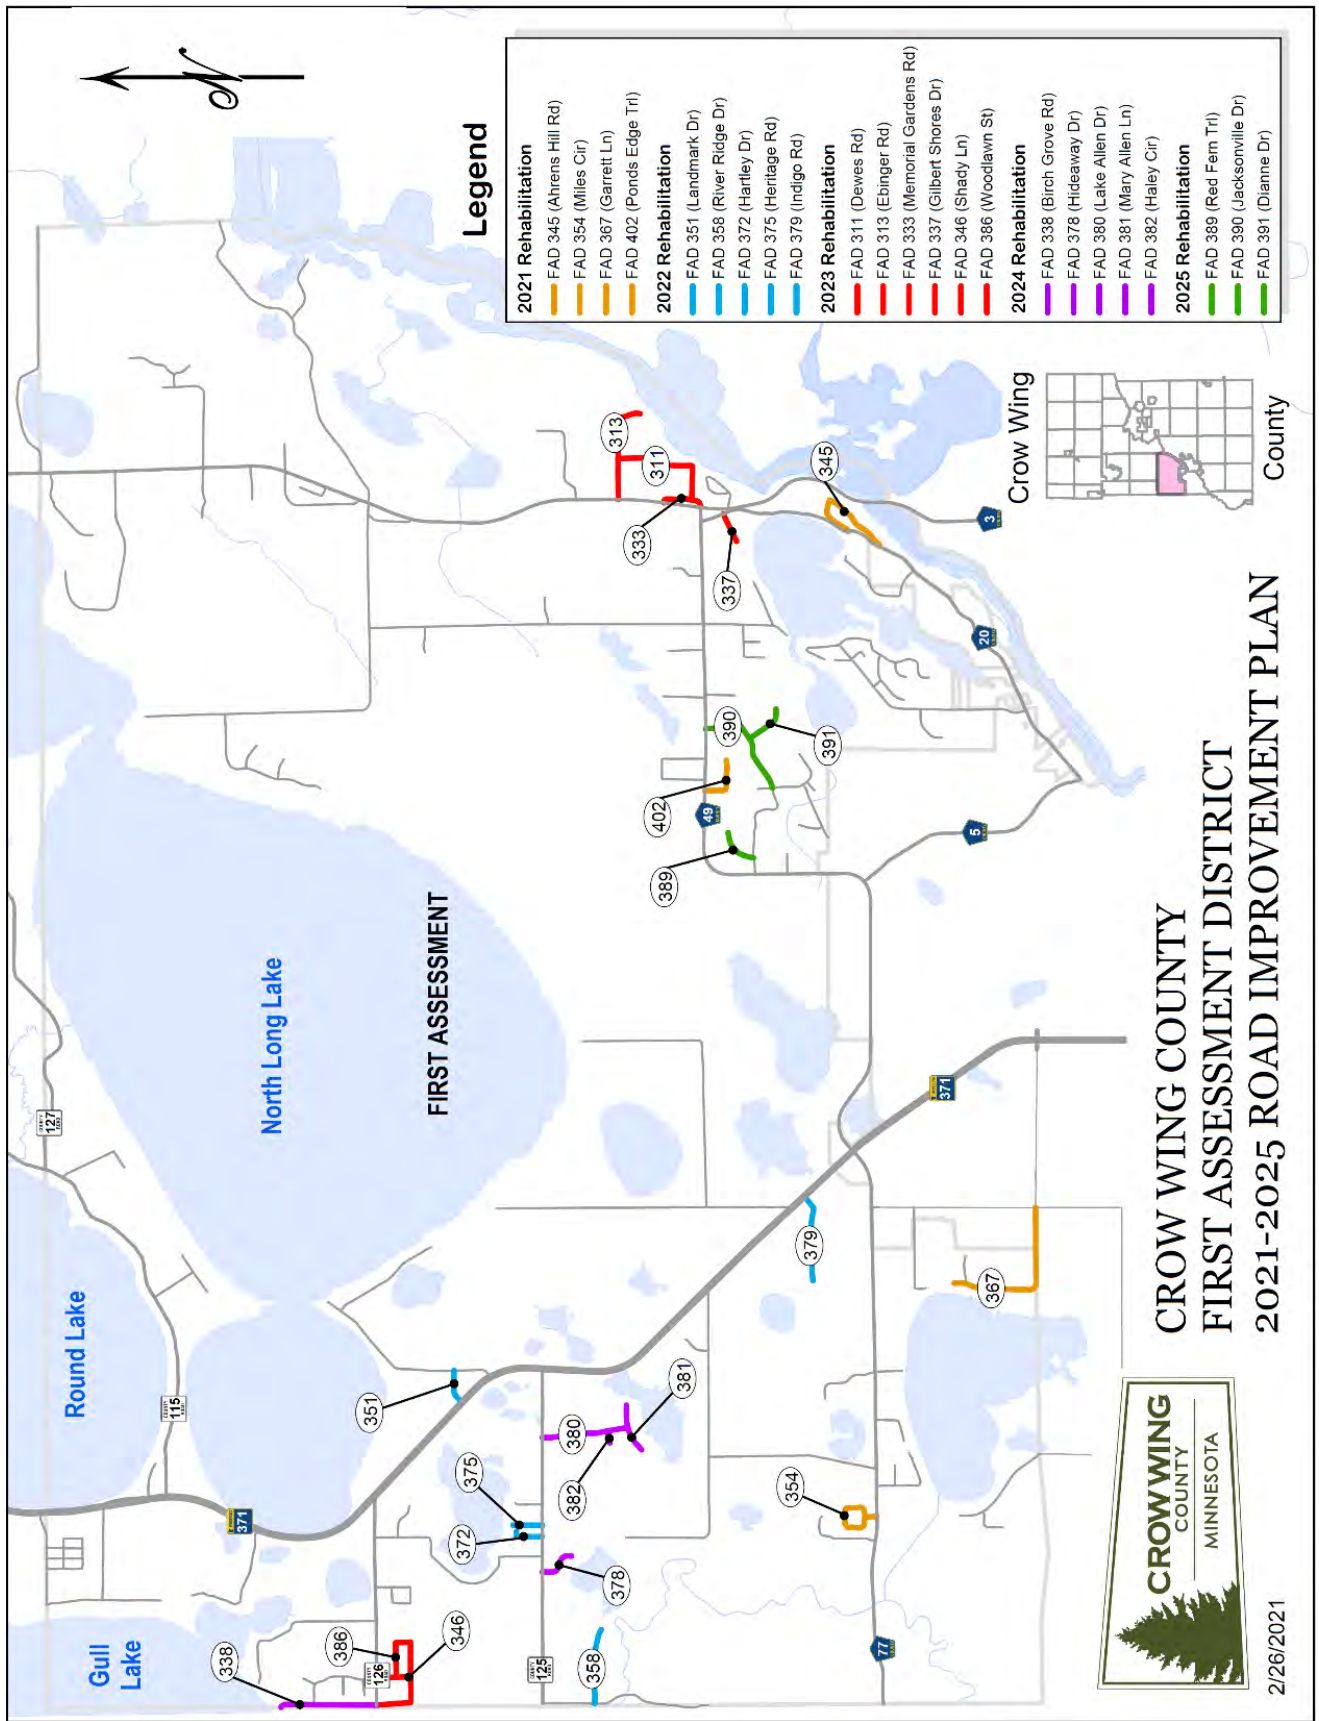 Legend
2021 Rehabilitation
FAD 345 (Ahrens Hill Rd)
FAD 354 (Miles Cir)
FAD 367 (Garrett Ln)
FAD 402 (Ponds Edge Trl)
2022 Rehabilitation
FAD 351 (Landmark Dr)
FAD 358 (River Ridge Dr)
FAD 372 (Hartley Dr)
FAD 375 (Heritage Rd)
FAD 379 (Indigo Rd)
2023 Rehabilitation
FAD 311 (Dewes Rd)
FAD 313 (Ebinger Rd)
FAD 333 (Memorial Gardens Rd)
FAD 337 (Gilbert Shores Dr)
FAD 346 (Shady Ln)
FAD 386 (Woodlawn St)
2024 Rehabilitation
FAD 338 (Birch Grove Rd)
FAD 378 (Hideaway Dr)
FAD 380 (Lake Allen Dr)
FAD 381 (Mary Allen Ln)
FAD 382 (Haley Cir)
2025 Rehabilitation
FAD 389 (Red Fern Trl)
FAD 390 (Jacksonville Dr)
FAD 391 (Dianne Dr)
N
Gull
Lake
Round Lake
North Long Lake
FIRST ASSESSMENT
127
115
371
338
386
126
346
351
375
372
125
358
378
380
382
381
379
354
77
367
371
389
49
402
390
391
5
337
333
311
313
345
20
3
Crow Wing
County
CROW WING COUNTY
FIRST ASSESSMENT DISTRICT
2021-2025 ROAD IMPROVEMENT PLAN
CROW WING
COUNTY
MINNESOTA
2/26/2021